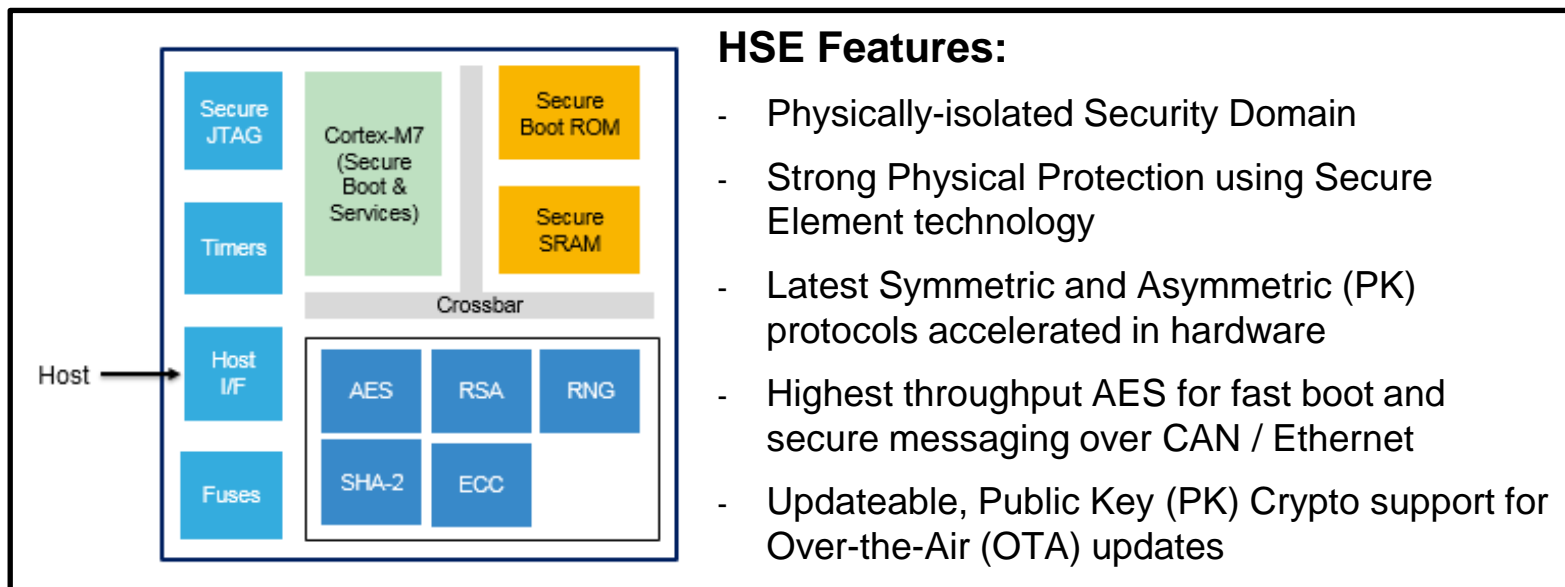 Secure
JTAG
Timers
Host
Host
I/F
Fuses
Cortex-M7
(Secure
Boot &
Services)
Secure
Boot ROM
Secure
SRAM
Crossbar
AES
RSA
RNG
SHA-2
ECC
HSE Features:
- Physically-isolated Security Domain
- Strong Physical Protection using Secure
Element technology
- Latest Symmetric and Asymmetric (PK)
protocols accelerated in hardware
- Highest throughput AES for fast boot and
secure messaging over CAN / Ethernet
- Updateable, Public Key (PK) Crypto support for
Over-the-Air (OTA) updates